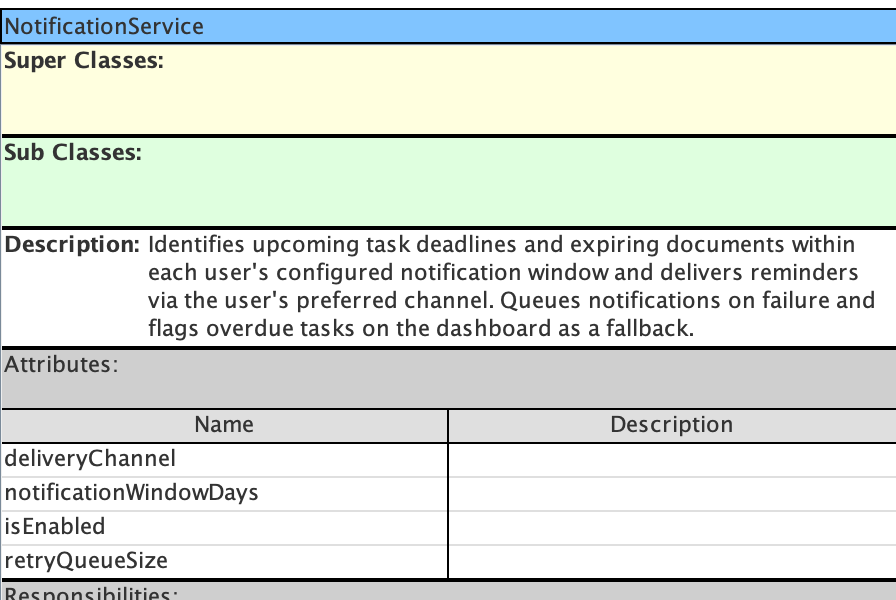 NotificationService
Super Classes:
Sub Classes:
Description: Identifies upcoming task deadlines and expiring documents within
each user's configured notification window and delivers reminders
via the user's preferred channel. Queues notifications on failure and
flags overdue tasks on the dashboard as a fallback.
Attributes:
Name Description
deliveryChannel
notificationWindowDays
isEnabled
retryQueueSize
Responsibilities: